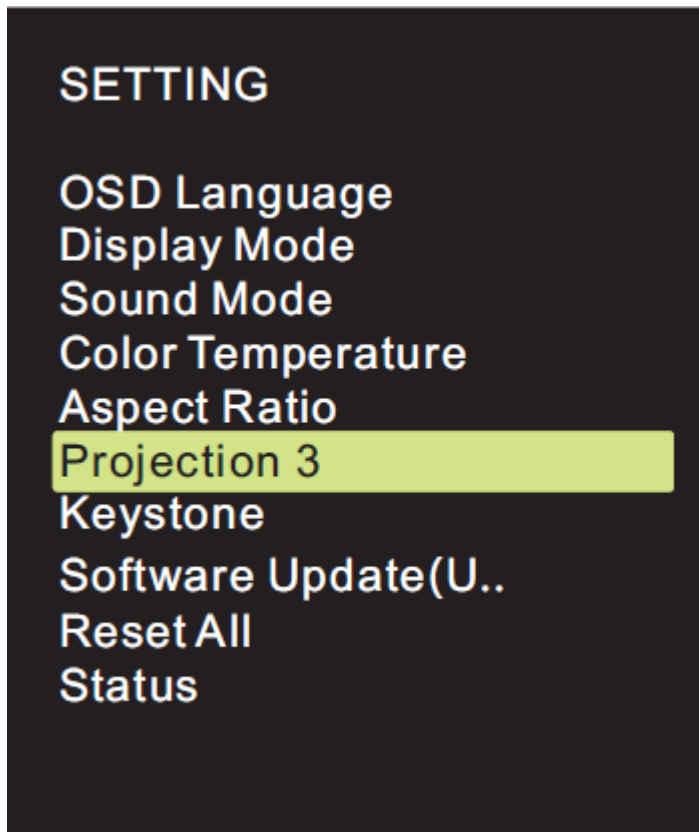 SETTING
OSD Language
Display Mode
Sound Mode
Color Temperature
Aspect Ratio
Projection 3
Keystone
Software Update(U..
Reset All
Status